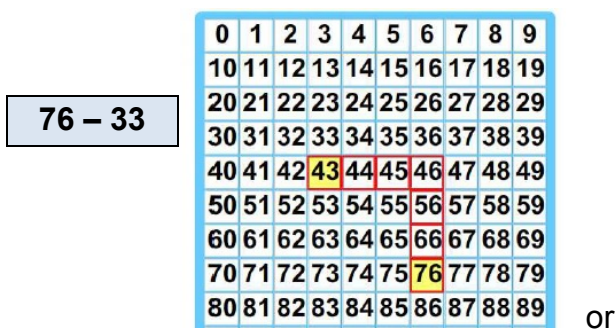 76 – 33
0 1 2 3 4 5 6 7 8 9
10 11 12 13 14 15 16 17 18 19
20 21 22 23 24 25 26 27 28 29
30 31 32 33 34 35 36 37 38 39
40 41 42 43 44 45 46 47 48 49
50 51 52 53 54 55 56 57 58 59
60 61 62 63 64 65 66 67 68 69
70 71 72 73 74 75 76 77 78 79
80 81 82 83 84 85 86 87 88 89
or